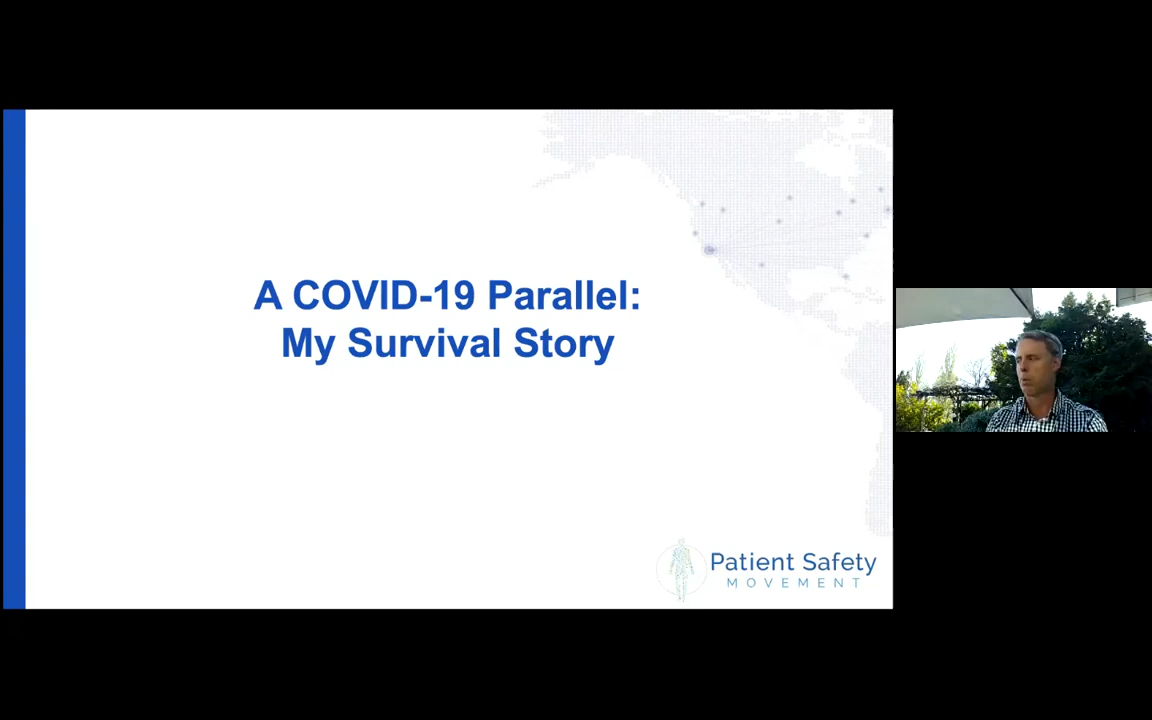 A COVID-19 Parallel:
My Survival Story
Patient Safety
MOVEMENT